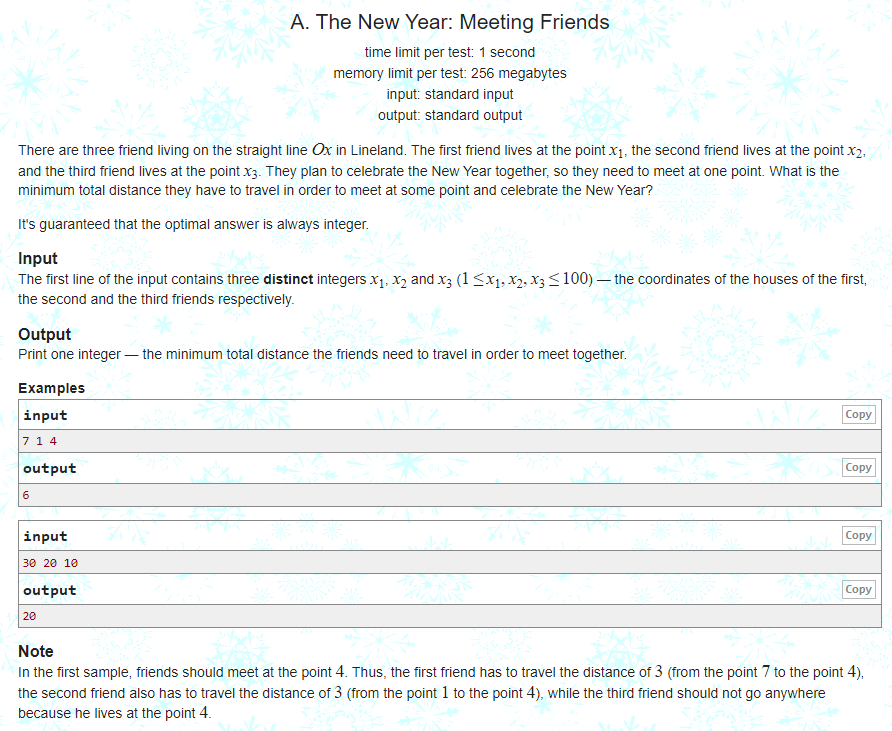 A. The New Year: Meeting Friends
time limit per test: 1 second
memory limit per test: 256 megabytes
input: standard input
output: standard output
There are three friend living on the straight line Ox in Lineland. The first friend lives at the point x1, the second friend lives at the point x2,
and the third friend lives at the point x3. They plan to celebrate the New Year together, so they need to meet at one point. What is the
minimum total distance they have to travel in order to meet at some point and celebrate the New Year?
It's guaranteed that the optimal answer is always integer.
Input
The first line of the input contains three distinct integers x1, x2 and x3 (1 ≤ x1, x2, x3 ≤ 100) — the coordinates of the houses of the first,
the second and the third friends respectively.
Output
Print one integer — the minimum total distance the friends need to travel in order to meet together.
Examples
input Copy
7 1 4
output Copy
6
input Copy
30 20 10
output Copy
20
Note
In the first sample, friends should meet at the point 4. Thus, the first friend has to travel the distance of 3 (from the point 7 to the point 4),
the second friend also has to travel the distance of 3 (from the point 1 to the point 4), while the third friend should not go anywhere
because he lives at the point 4.